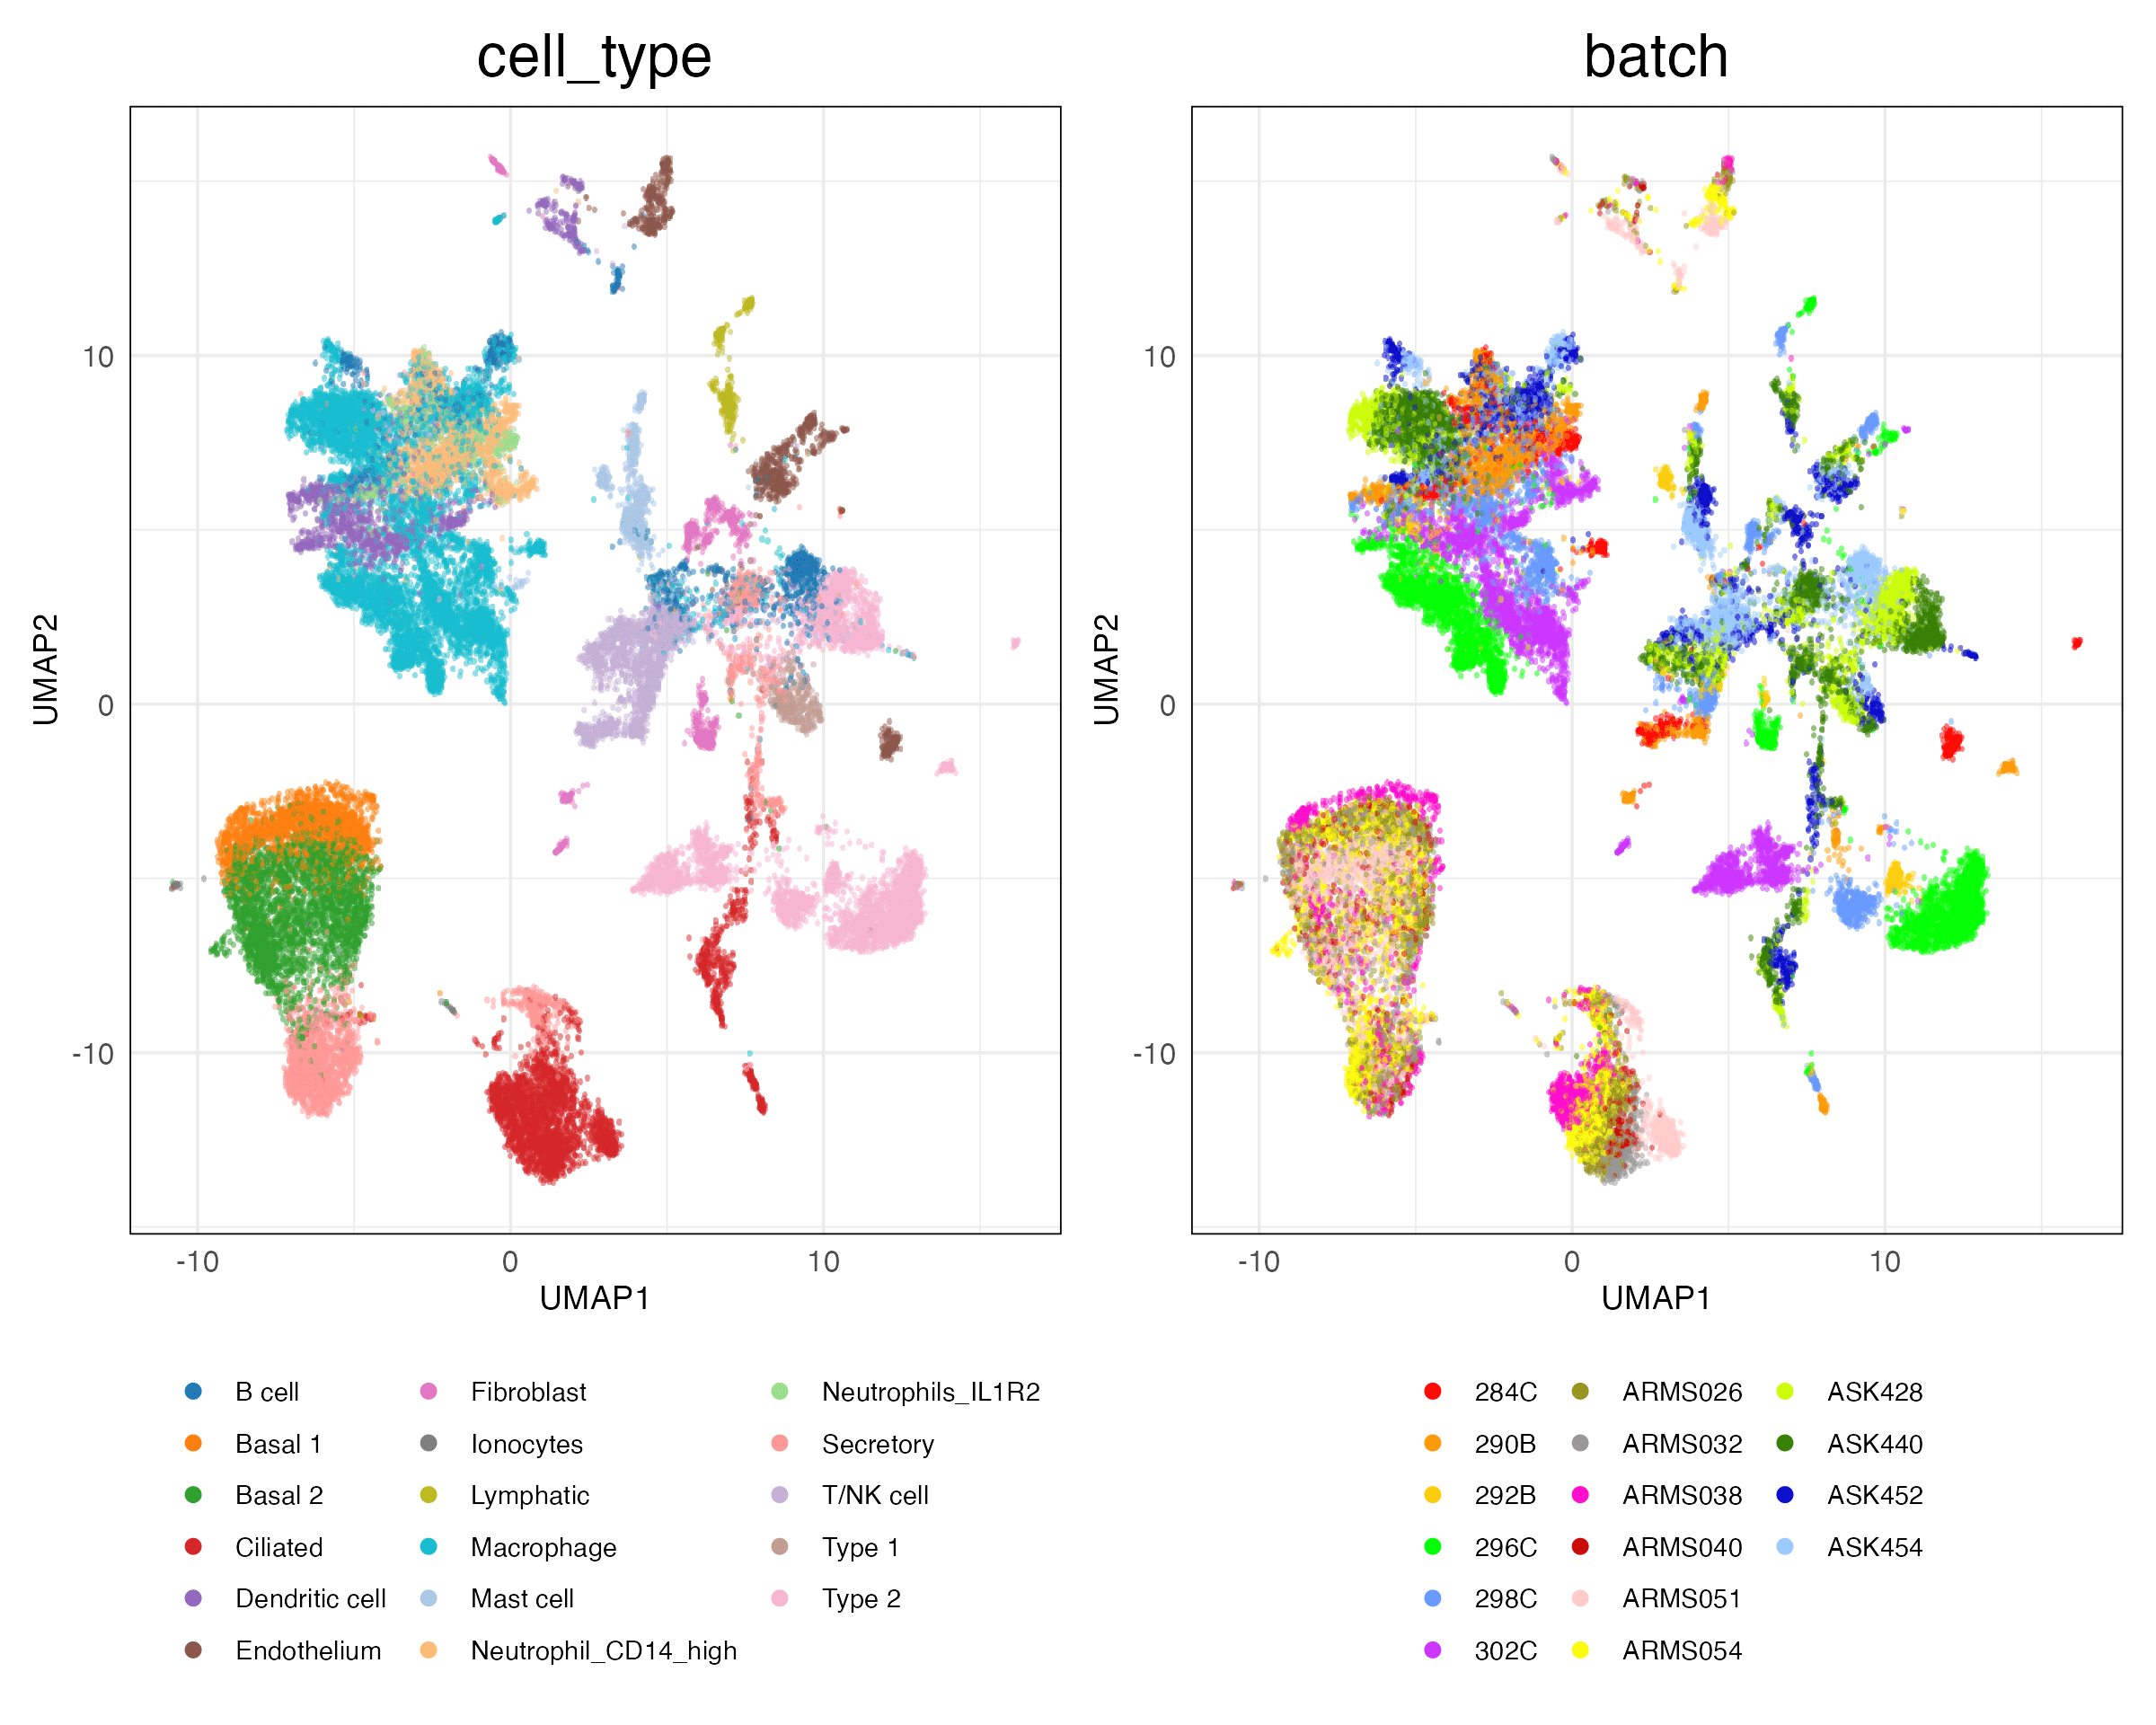 cell_type
batch
10
0
-10
UMAP2
-10
0
10
UMAP1
10
0
-10
UMAP2
-10
0
10
UMAP1
B cell
Basal 1
Basal 2
Ciliated
Dendritic cell
Endothelium
Fibroblast
Ionocytes
Lymphatic
Macrophage
Mast cell
Neutrophil_CD14_high
Neutrophils_IL1R2
Secretory
T/NK cell
Type 1
Type 2
284C
290B
292B
296C
298C
302C
ARMS026
ARMS032
ARMS038
ARMS040
ARMS051
ARMS054
ASK428
ASK440
ASK452
ASK454